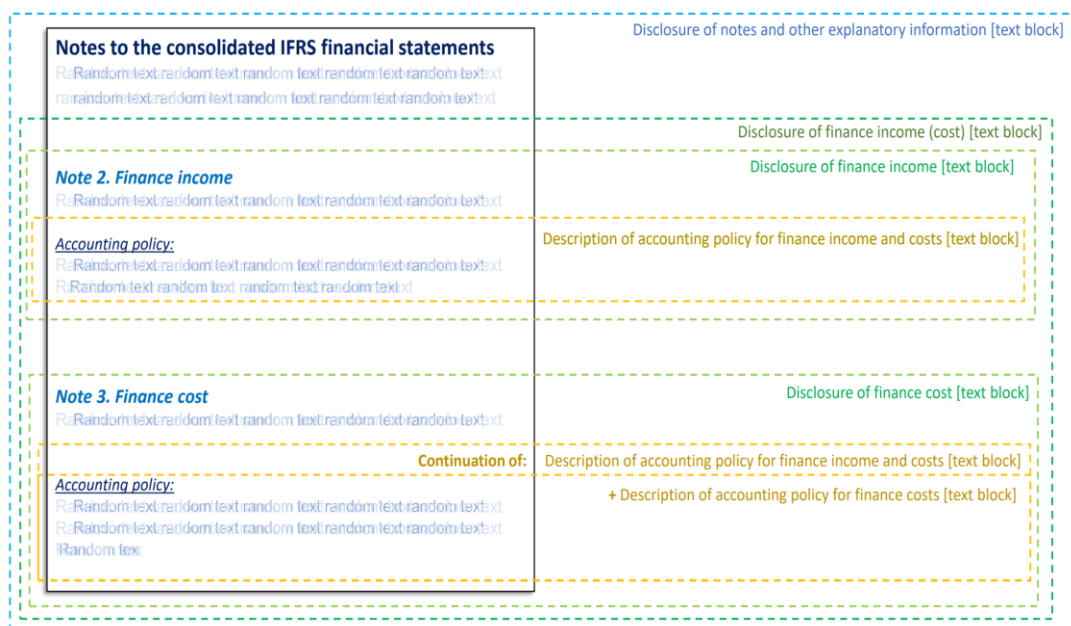 Disclosure of notes and other explanatory information [text block]
Notes to the consolidated IFRS financial statements
Random text random text random text random text random text
random text random text random text random text random text
Disclosure of finance income (cost) [text block]
Disclosure of finance income [text block]
Note 2. Finance income
Random text random text random text random text random text
Description of accounting policy for finance income and costs [text block]
Accounting policy:
Random text random text random text random text random text
Random text random text random text random text
Disclosure of finance cost [text block]
Note 3. Finance cost
Random text random text random text random text random text
Continuation of: Description of accounting policy for finance income and costs [text block]
Accounting policy:
+ Description of accounting policy for finance costs [text block]
Random text random text random text random text random text
Random text random text random text random text random text
Random tex